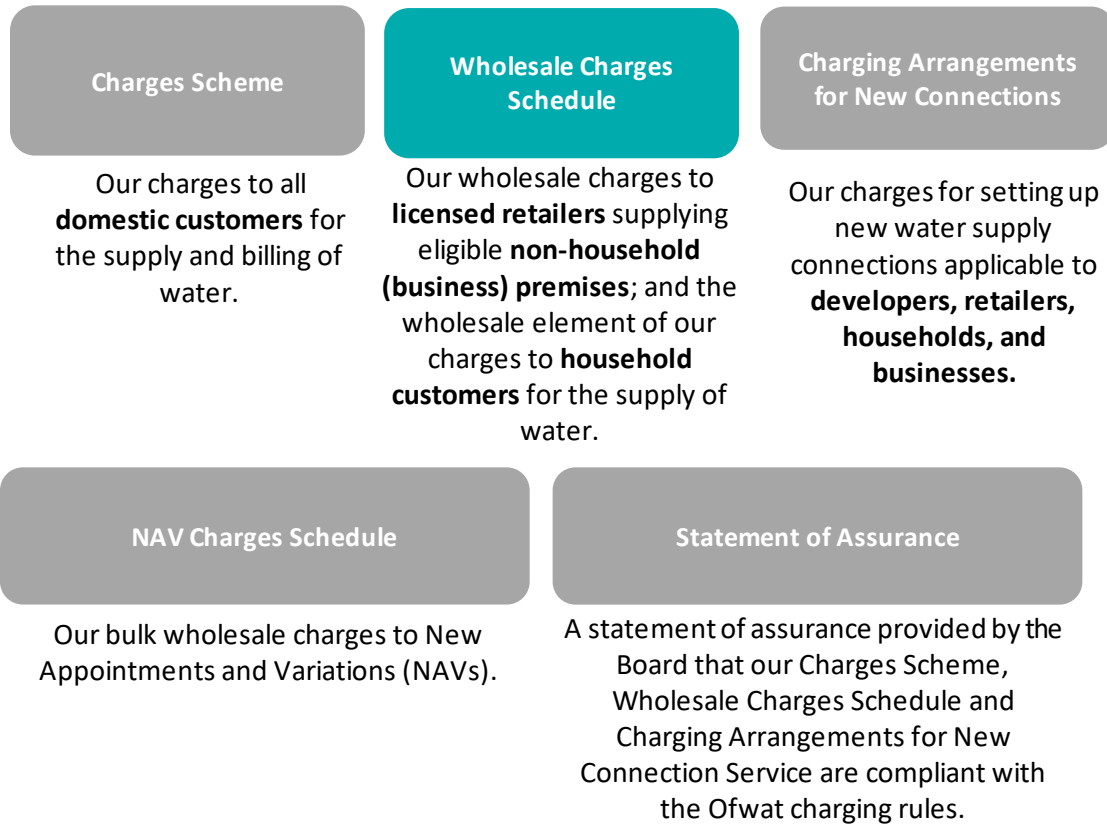 Charges Scheme
Our charges to all
domestic customers for
the supply and billing of
water.
Wholesale Charges
Schedule
Our wholesale charges to
licensed retailers supplying
eligible non-household
(business) premises; and the
wholesale element of our
charges to household
customers for the supply of
water.
Charging Arrangements
for New Connections
Our charges for setting up
new water supply
connections applicable to
developers, retailers,
households, and
businesses.
NAV Charges Schedule
Our bulk wholesale charges to New
Appointments and Variations (NAVs).
Statement of Assurance
A statement of assurance provided by the
Board that our Charges Scheme,
Wholesale Charges Schedule and
Charging Arrangements for New
Connection Service are compliant with
the Ofwat charging rules.